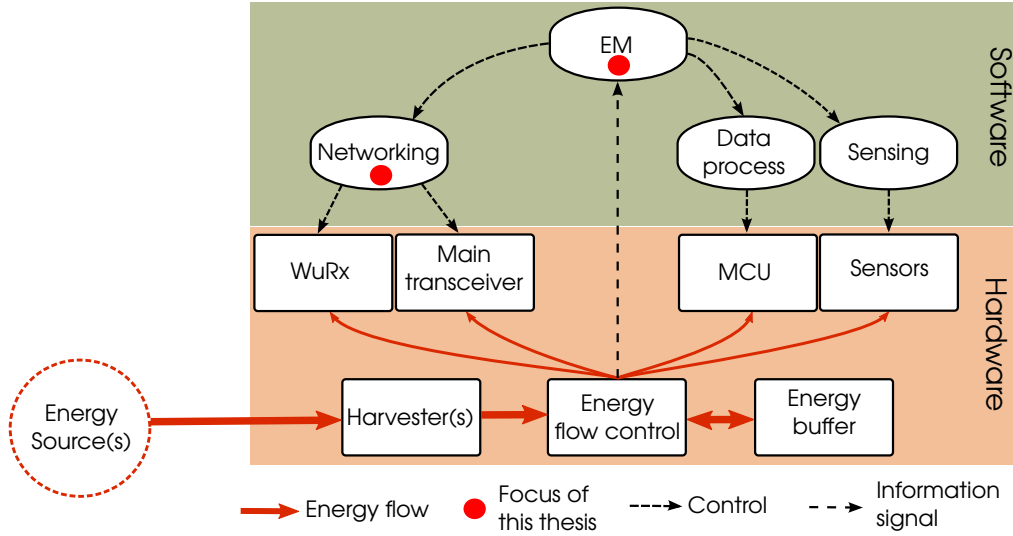 EM
Software
Networking
Data
process
Sensing
WuRx
Main
transceiver
MCU
Sensors
Hardware
Energy
Source(s)
Harvester(s)
Energy
flow control
Energy
buffer
Energy flow
Focus of
this thesis
Control
Information
signal